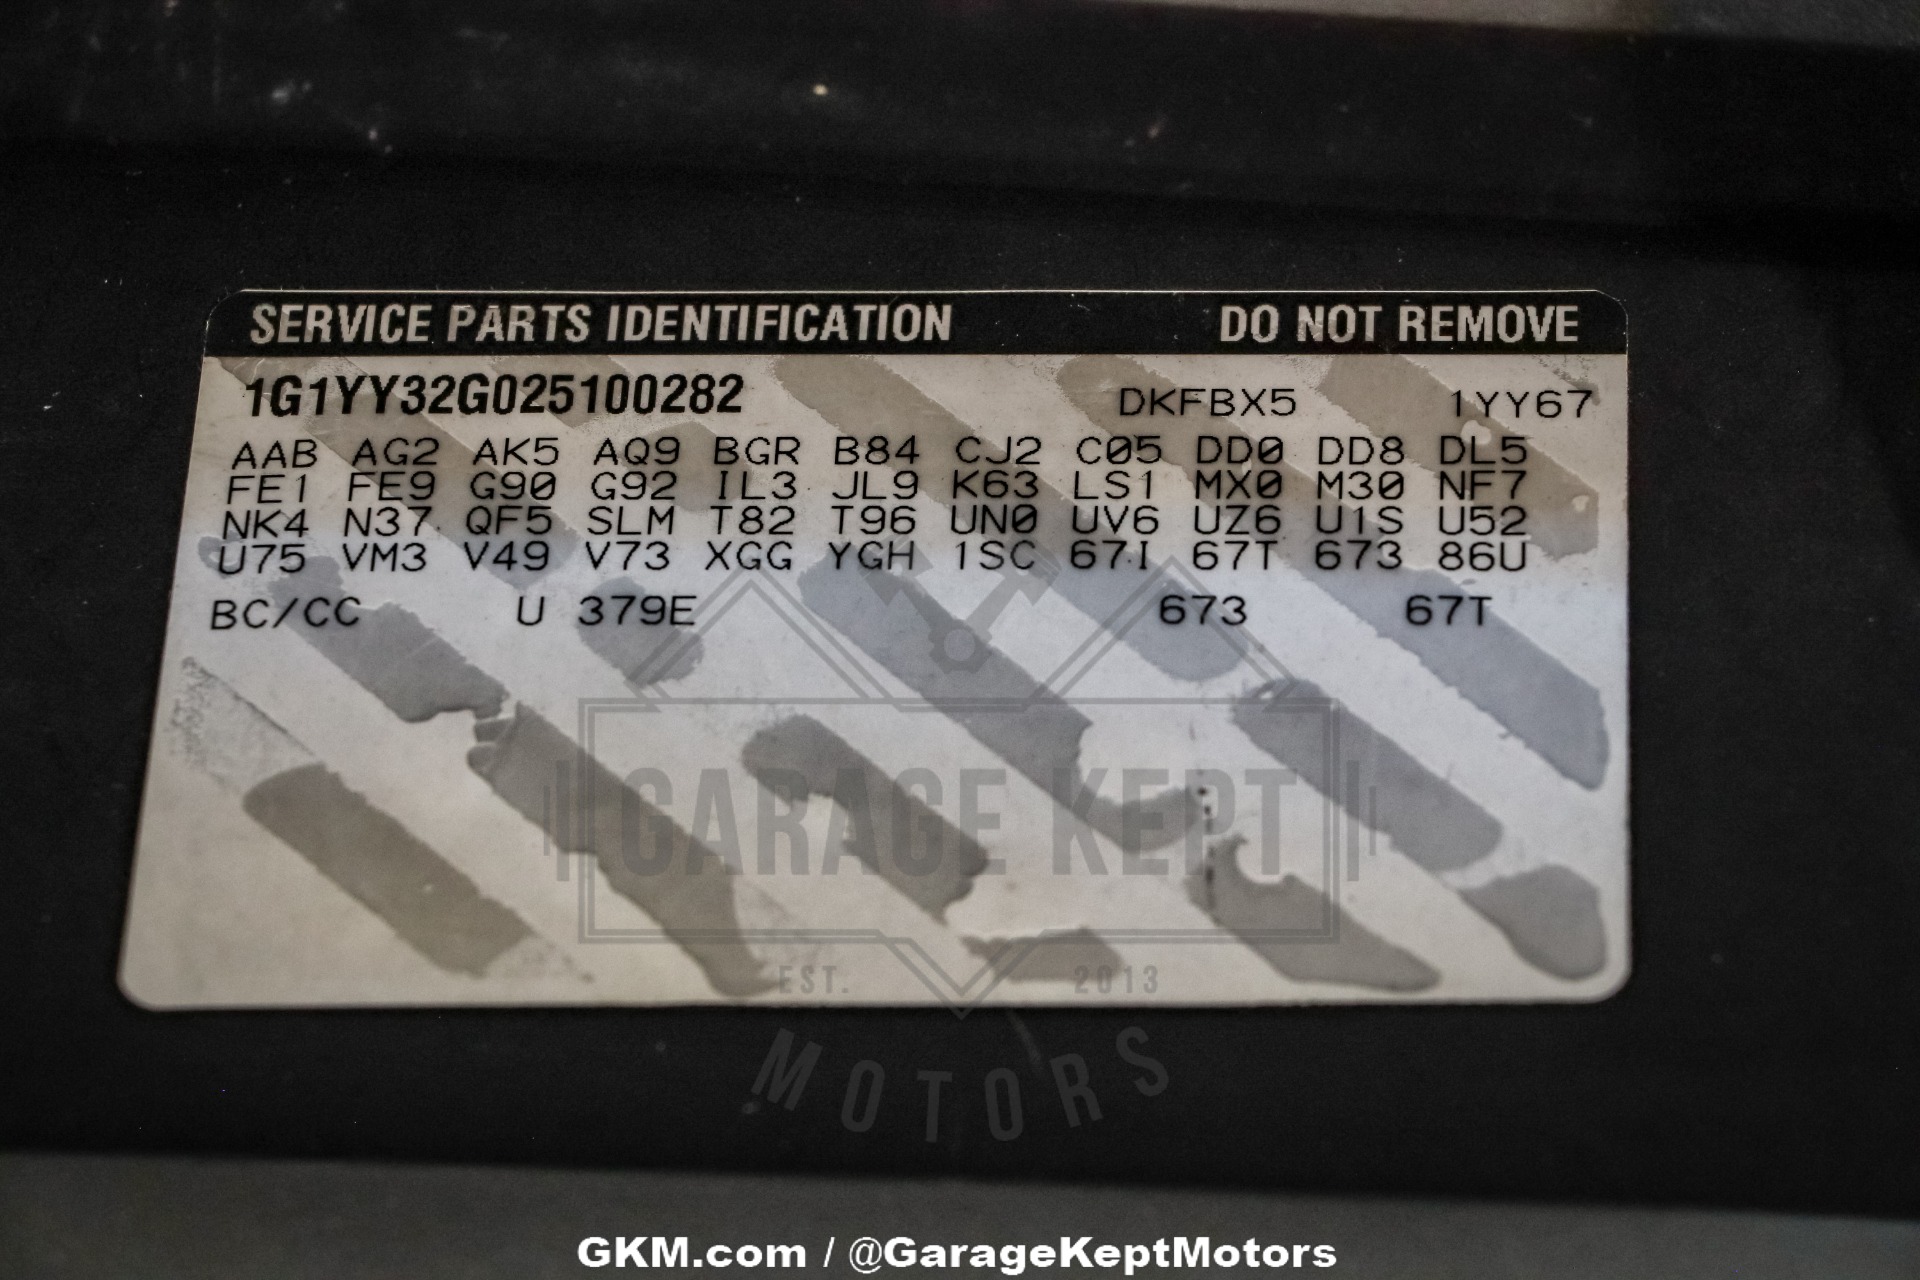 SERVICE PARTS IDENTIFICATION DO NOT REMOVE
1G1YY32G025100282 DKFBX5 1YY67
AAB AG2 AK5 AQ9 BGR B84 CJ2 C05 DD0 DD8 DL5
FE1 FE9 G90 G92 IL3 JL9 K63 LS1 MX0 M30 NF7
NK4 N37 QF5 SLM T82 T96 UN0 UV6 UZ6 U1S U52
U75 VM3 V49 V73 XGG YGH 1SC 67I 67T 673 86U
BC/CC U 379E 673 67T
GARAGE KEPT
EST. 2013
MOTORS
GKM.com / @GarageKeptMotors